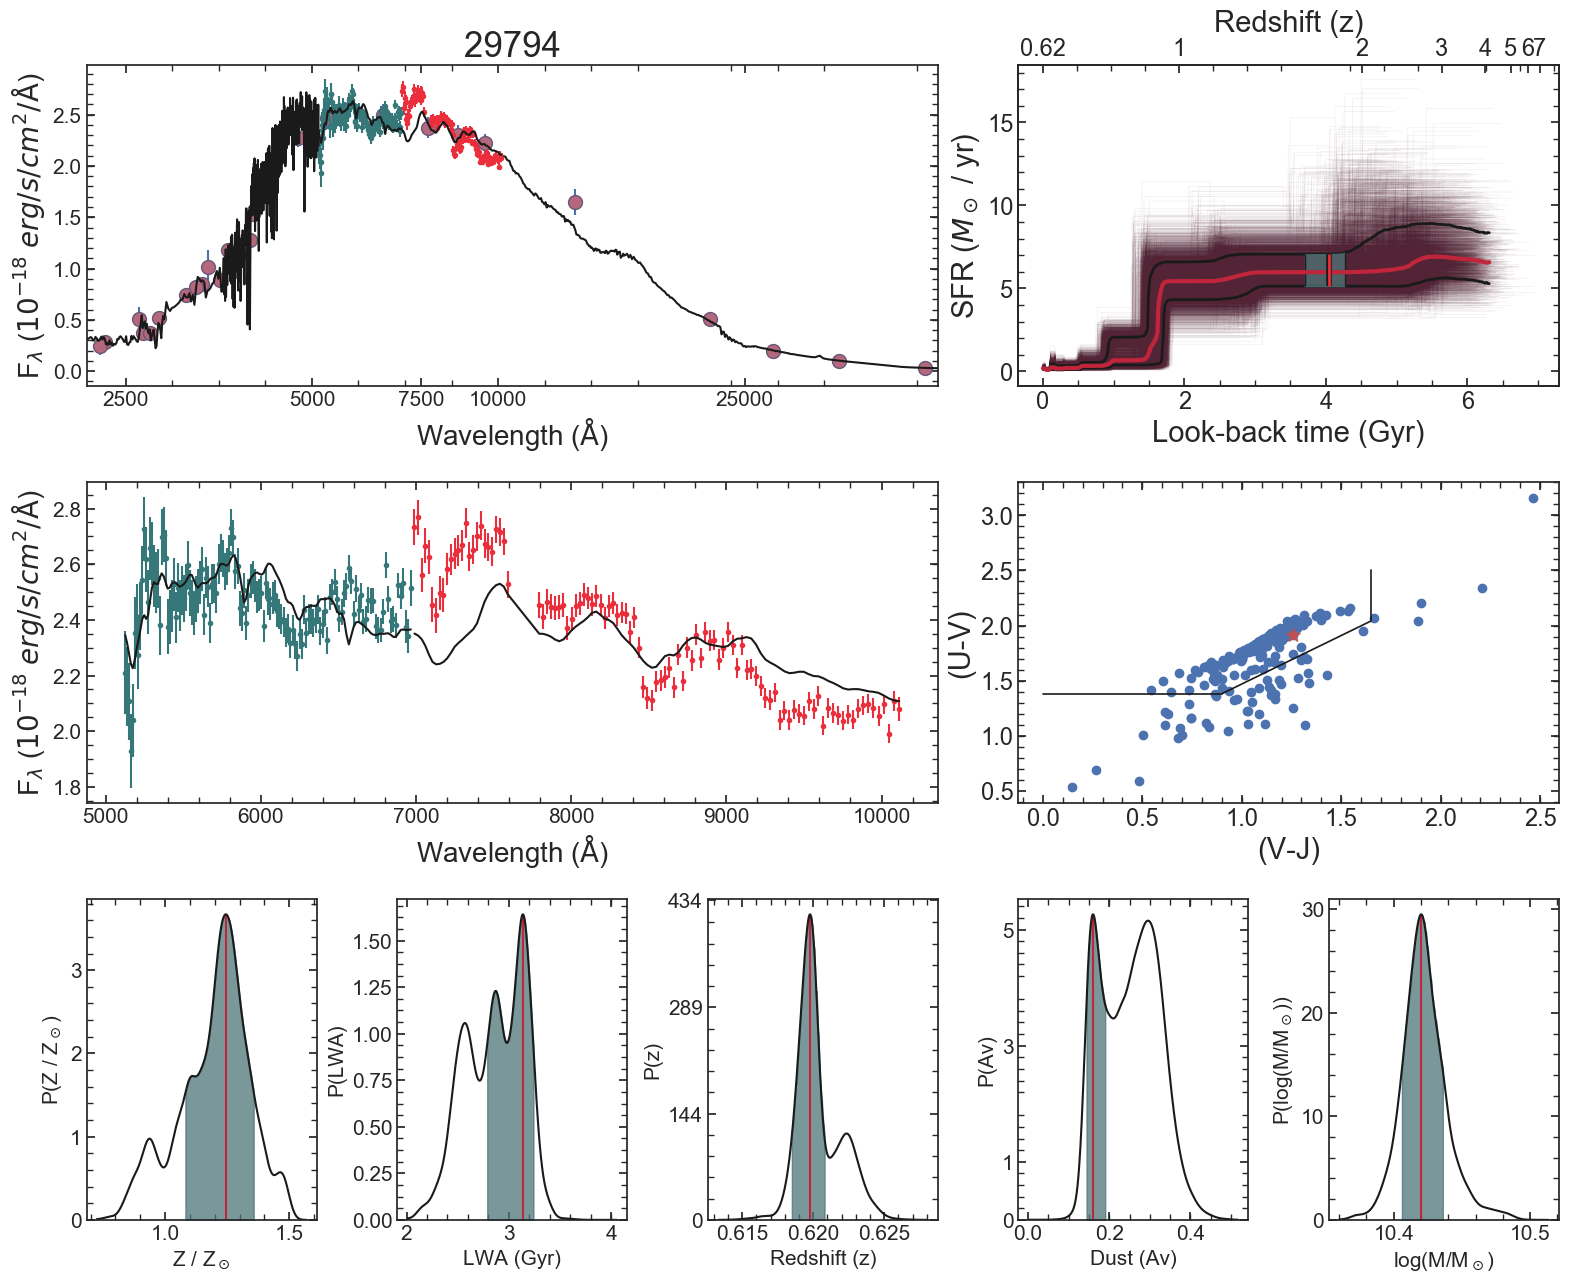 29794
F_λ (10^−18 erg/s/cm^2/Å)
2.5
2.0
1.5
1.0
0.5
0.0
2500 5000 7500 10000 25000
Wavelength (Å)
Redshift (z)
0.62 1 2 3 4 5 6 7
SFR (M_⊙ / yr)
15
10
5
0
0 2 4 6
Look-back time (Gyr)
F_λ (10^−18 erg/s/cm^2/Å)
2.8
2.6
2.4
2.2
2.0
1.8
5000 6000 7000 8000 9000 10000
Wavelength (Å)
(U-V)
3.0
2.5
2.0
1.5
1.0
0.5
0.0 0.5 1.0 1.5 2.0 2.5
(V-J)
P(Z / Z_⊙)
3
2
1
0
1.0 1.5
Z / Z_⊙
P(LWA)
1.50
1.25
1.00
0.75
0.50
0.25
0.00
2 3 4
LWA (Gyr)
P(z)
434
289
144
0
0.615 0.620 0.625
Redshift (z)
P(Av)
5
3
1
0
0.0 0.2 0.4
Dust (Av)
P(log(M/M_⊙))
30
20
10
0
10.4 10.5
log(M/M_⊙)